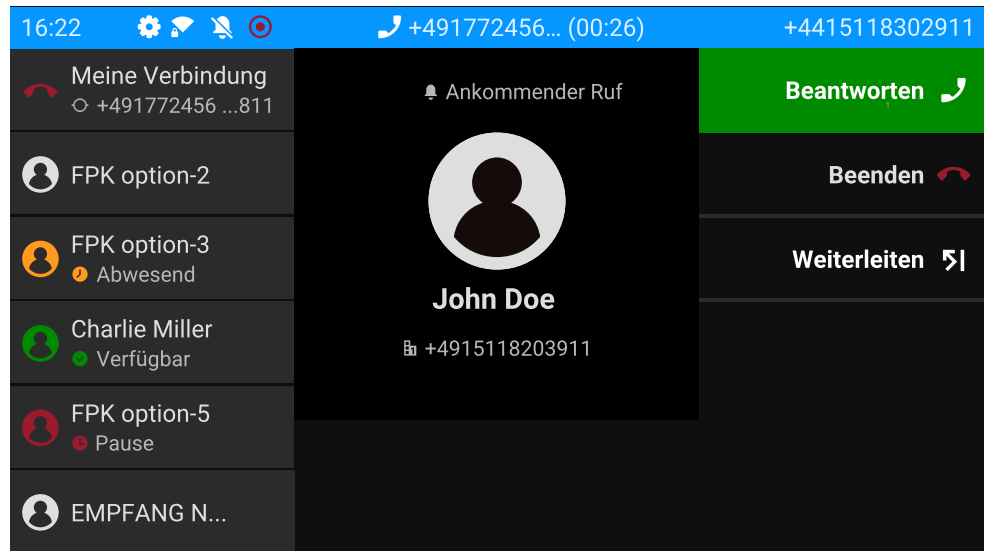 16:22
+491772456... (00:26)
+4415118302911
Meine Verbindung
+491772456 ...811
FPK option-2
FPK option-3
Abwesend
Charlie Miller
Verfügbar
FPK option-5
Pause
EMPFANG N...
Ankommender Ruf
John Doe
+4915118203911
Beantworten
Beenden
Weiterleiten